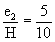 e₂/H = 5/10